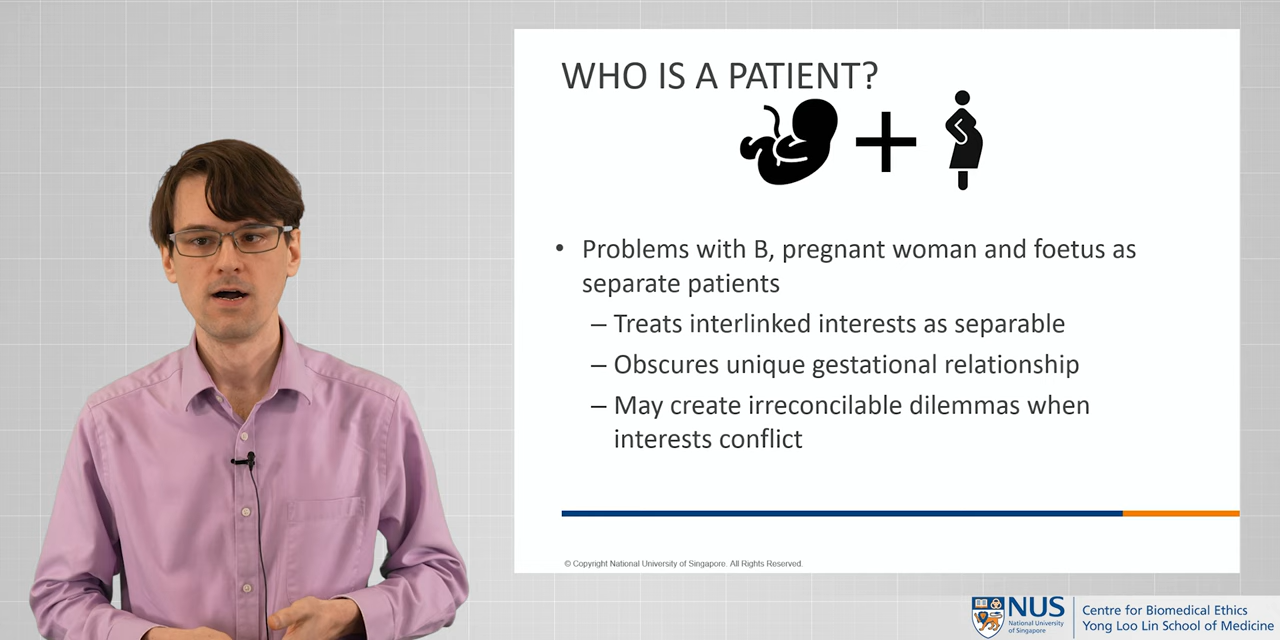 WHO IS A PATIENT?
• Problems with B, pregnant woman and foetus as
separate patients
– Treats interlinked interests as separable
– Obscures unique gestational relationship
– May create irreconcilable dilemmas when
interests conflict
© Copyright National University of Singapore. All Rights Reserved.
NUS
National University
of Singapore
Centre for Biomedical Ethics
Yong Loo Lin School of Medicine